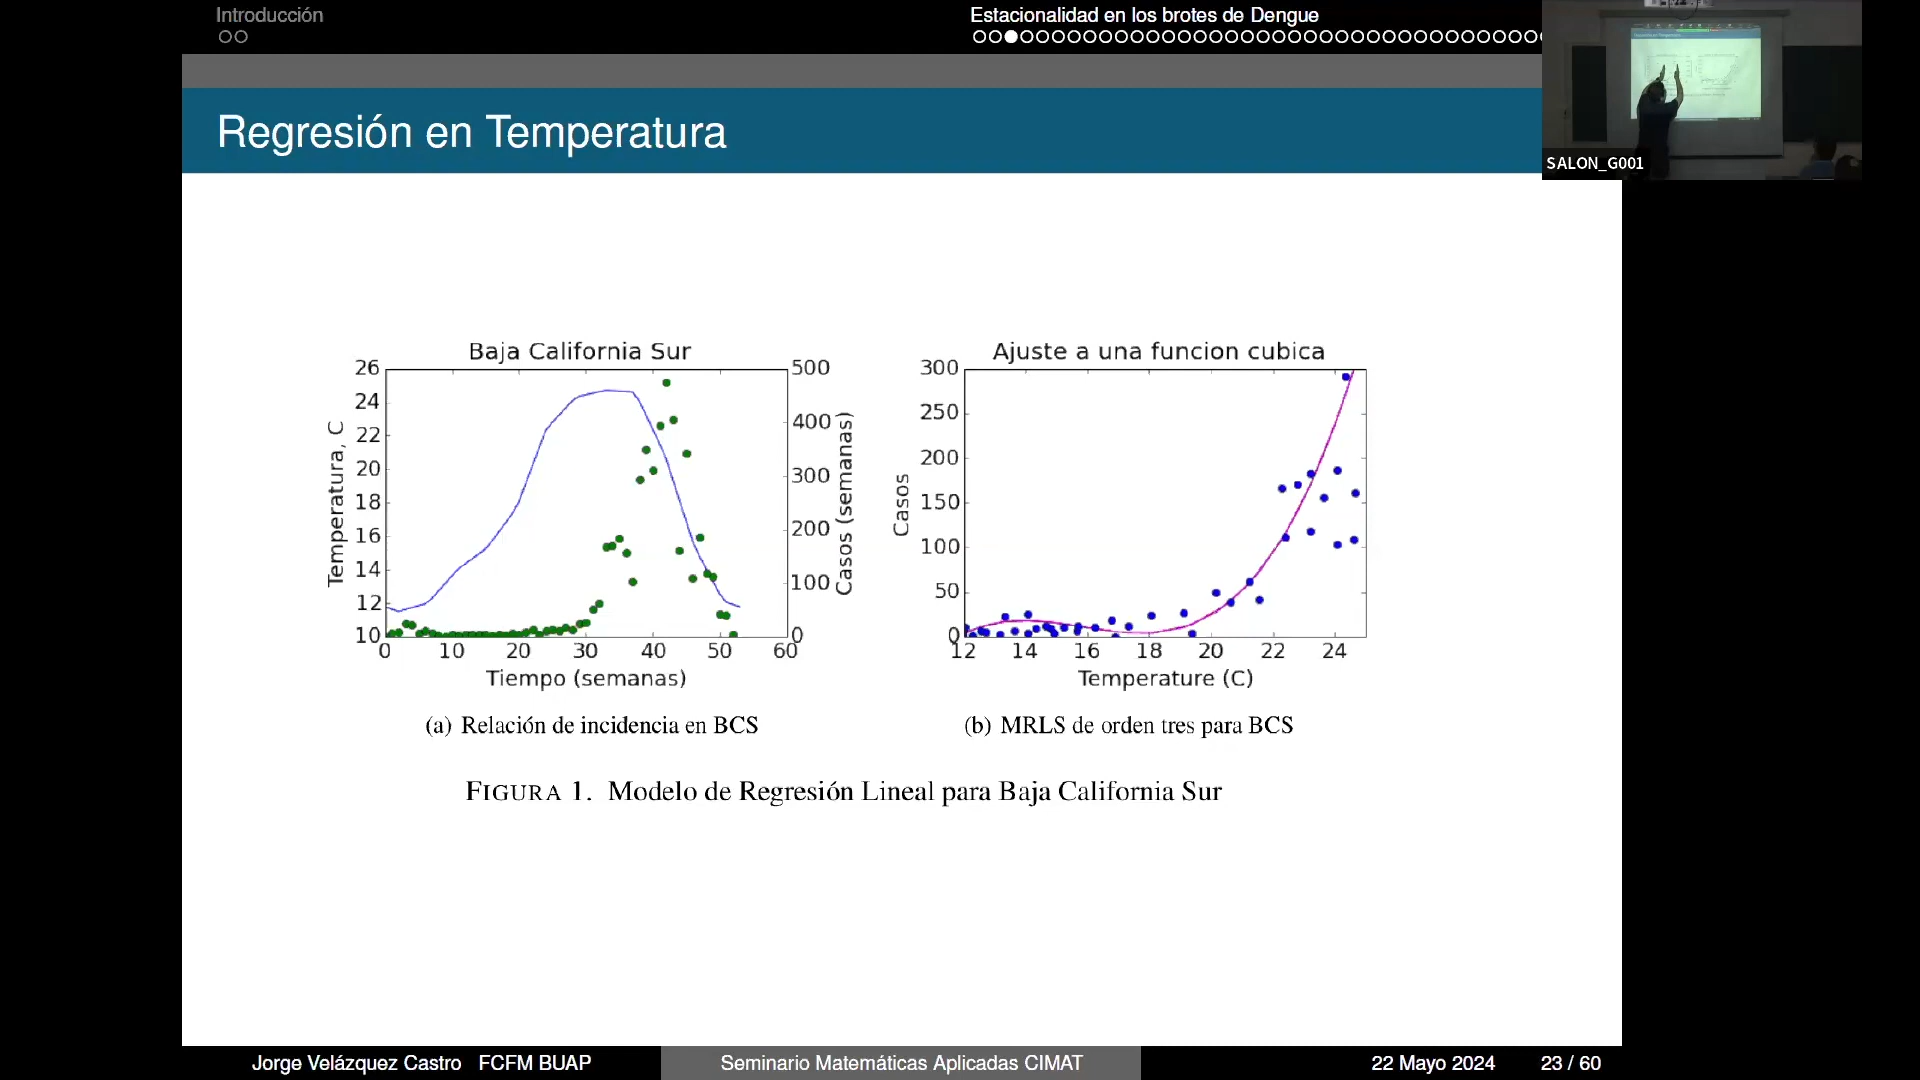 Introducción
Estacionalidad en los brotes de Dengue
SALON_G001
Regresión en Temperatura
Baja California Sur
26
24
22
20
18
16
14
12
10
Temperatura, C
500
400
300
200
100
0
Casos (semanas)
0 10 20 30 40 50 60
Tiempo (semanas)
(a) Relación de incidencia en BCS
Ajuste a una funcion cubica
300
250
200
150
100
50
0
Casos
12 14 16 18 20 22 24
Temperature (C)
(b) MRLS de orden tres para BCS
FIGURA 1. Modelo de Regresión Lineal para Baja California Sur
Jorge Velázquez Castro FCFM BUAP
Seminario Matemáticas Aplicadas CIMAT
22 Mayo 2024
23 / 60